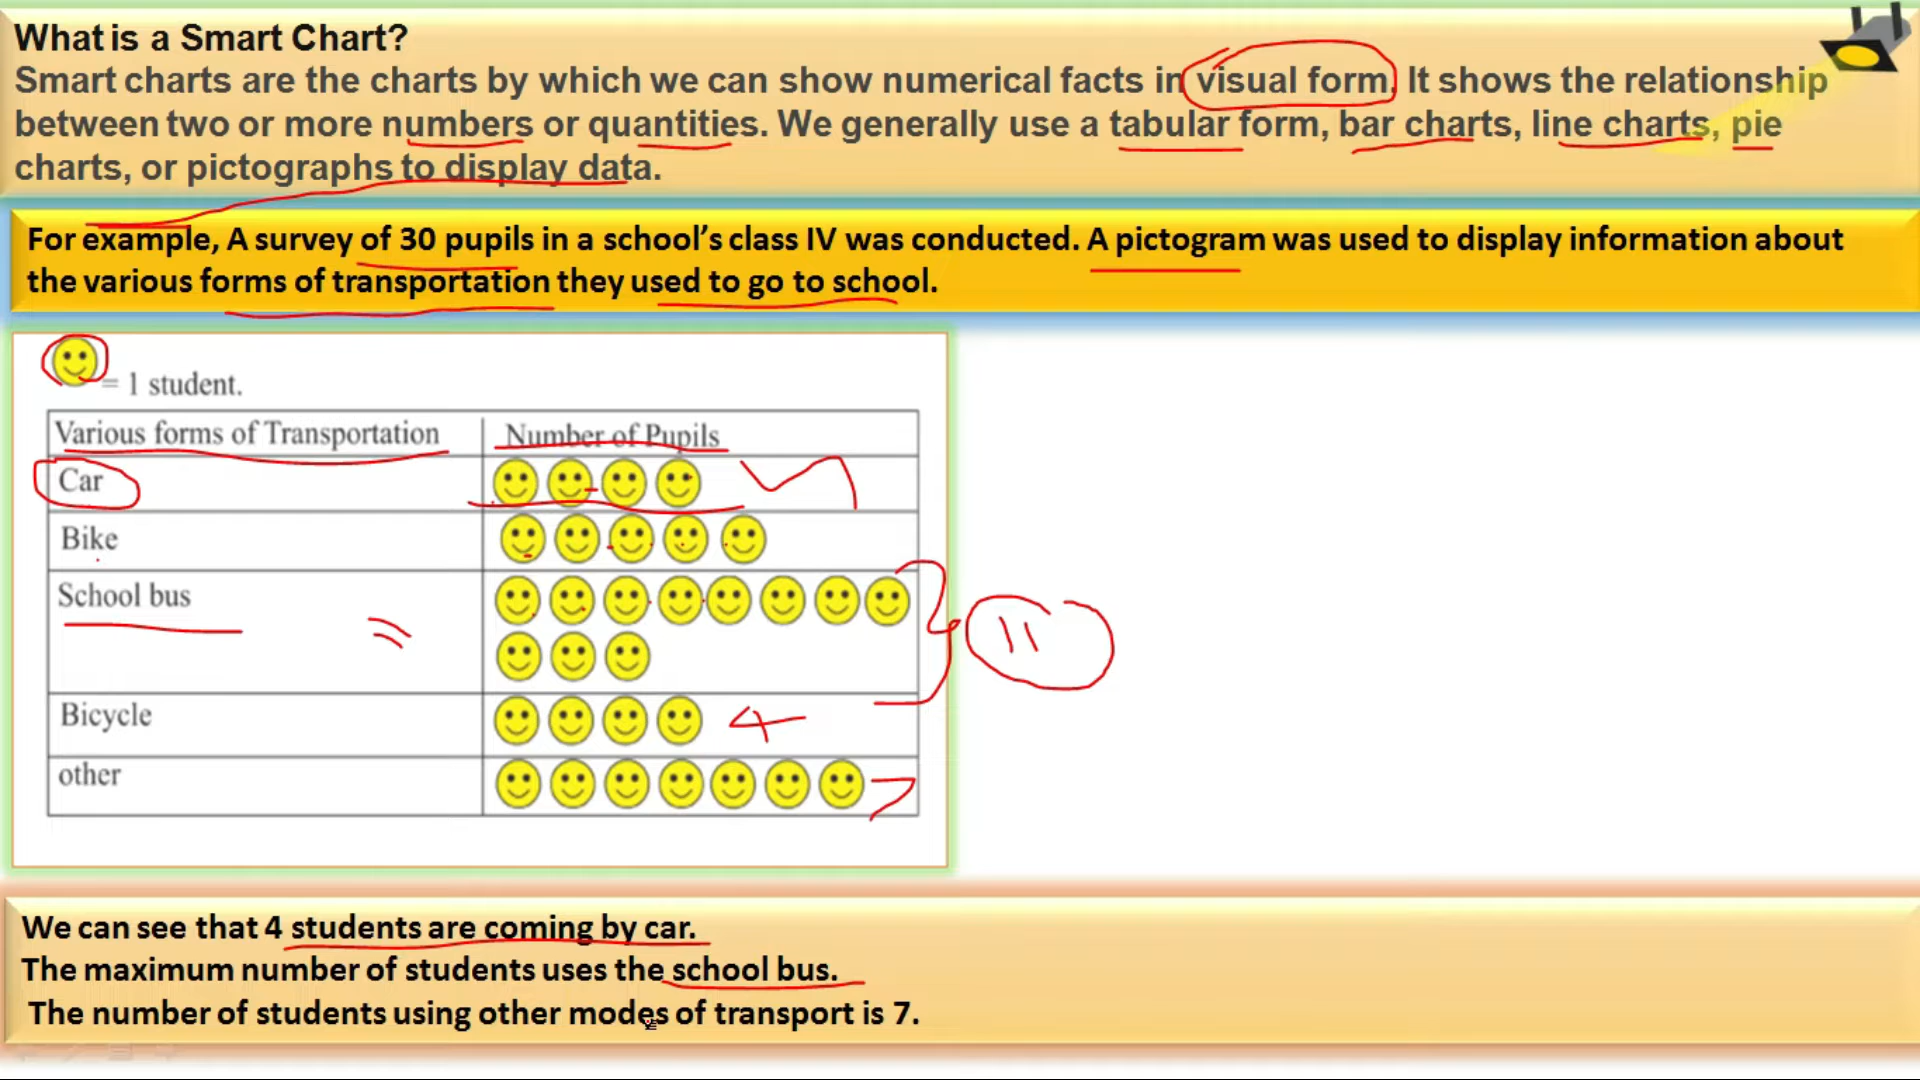 What is a Smart Chart?
Smart charts are the charts by which we can show numerical facts in visual form. It shows the relationship
between two or more numbers or quantities. We generally use a tabular form, bar charts, line charts, pie
charts, or pictographs to display data.
For example, A survey of 30 pupils in a school's class IV was conducted. A pictogram was used to display information about
the various forms of transportation they used to go to school.
= 1 student.
Various forms of Transportation Number of Pupils
Car
Bike
School bus
11
Bicycle 4
other 7
We can see that 4 students are coming by car.
The maximum number of students uses the school bus.
The number of students using other modes of transport is 7.